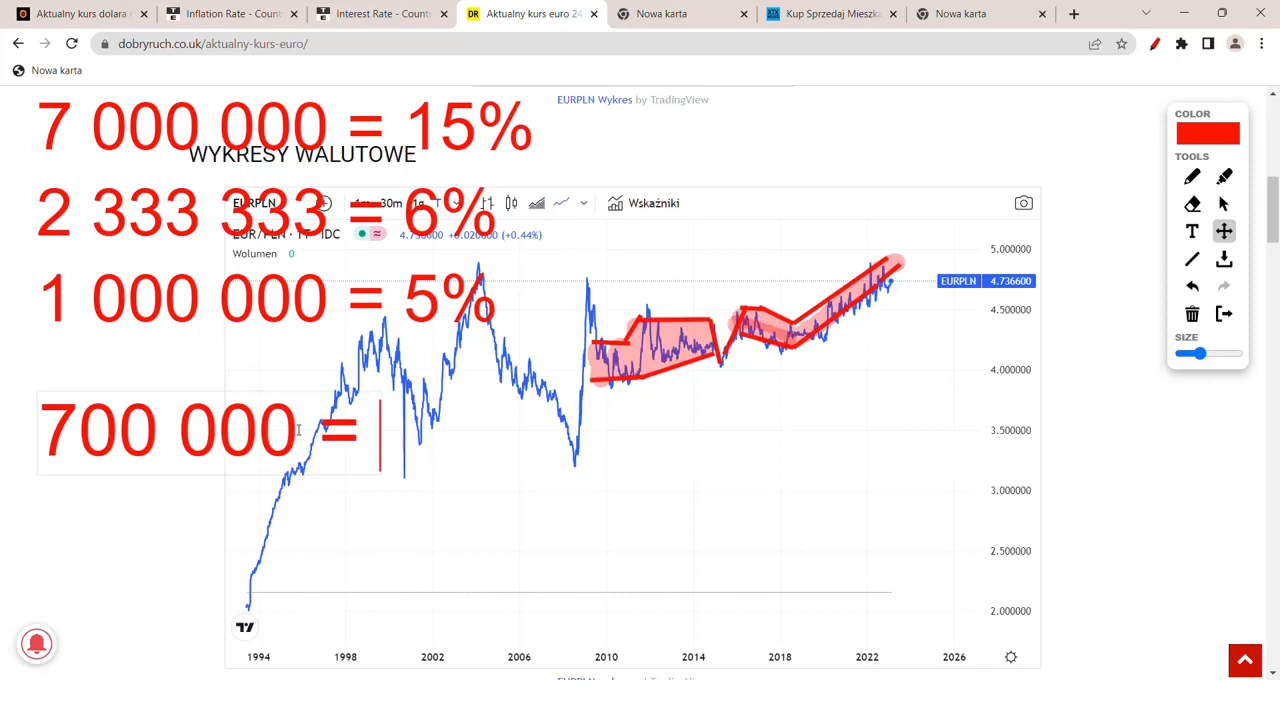 Aktualny kurs dolara
Inflation Rate - Count
Interest Rate - Count
DR
Aktualny kurs euro 24
Nowa karta
Kup Sprzedaj Mieszka
Nowa karta
dobryruch.co.uk/aktualny-kurs-euro/
Nowa karta
EURPLN Wykres by TradingView
7 000 000 = 15%
WYKRESY WALUTOWE
2 333 333 = 6%
EURPLN
30m
Wskaźniki
EUR/PLN · 1T · IDC
4.736600 +0.020600 (+0.44%)
Wolumen 0
1 000 000 = 5%
700 000 =
5.000000
EURPLN 4.736600
4.500000
4.000000
3.500000
3.000000
2.500000
2.000000
1994 1998 2002 2006 2010 2014 2018 2022 2026
COLOR
TOOLS
T
SIZE